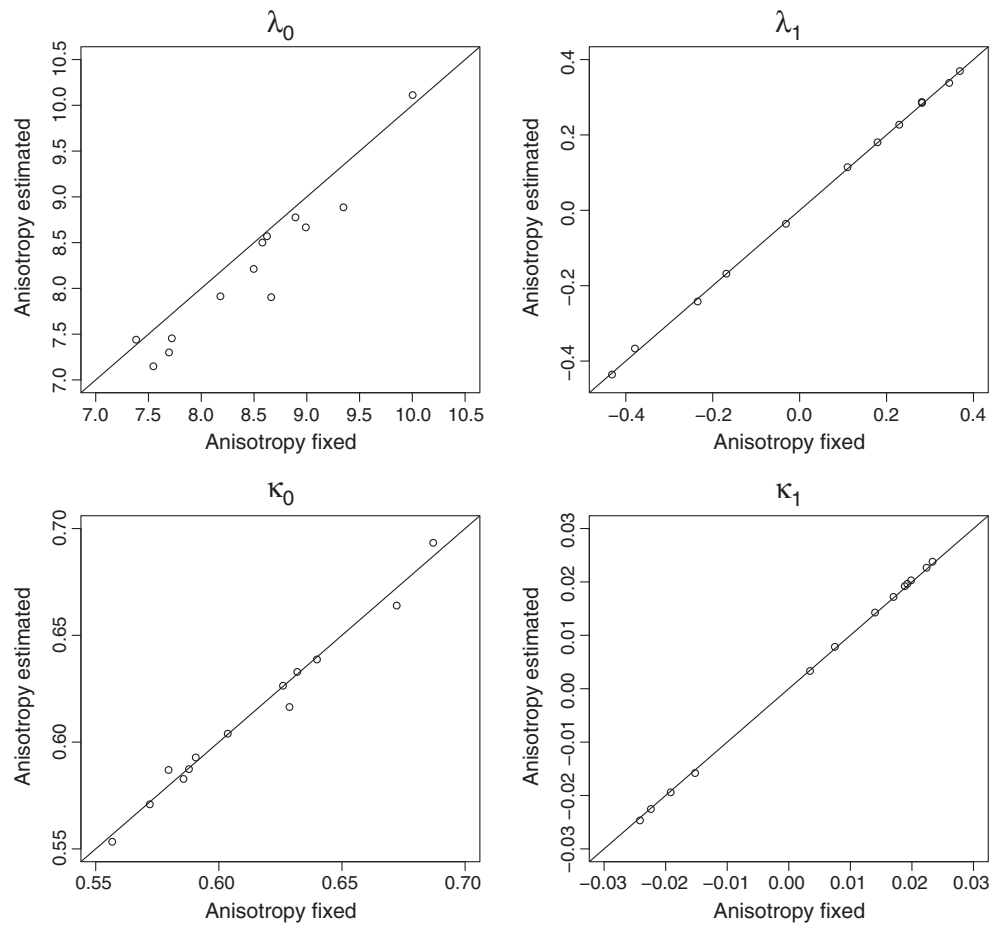 λ0
10.5
10.0
9.5
9.0
8.5
8.0
7.5
7.0
Anisotropy estimated
7.0 7.5 8.0 8.5 9.0 9.5 10.0 10.5
Anisotropy fixed
λ1
0.4
0.2
0.0
−0.2
−0.4
Anisotropy estimated
−0.4 −0.2 0.0 0.2 0.4
Anisotropy fixed
κ0
0.70
0.65
0.60
0.55
Anisotropy estimated
0.55 0.60 0.65 0.70
Anisotropy fixed
κ1
0.03
0.02
0.01
0.00
−0.01
−0.02
−0.03
Anisotropy estimated
−0.03 −0.02 −0.01 0.00 0.01 0.02 0.03
Anisotropy fixed